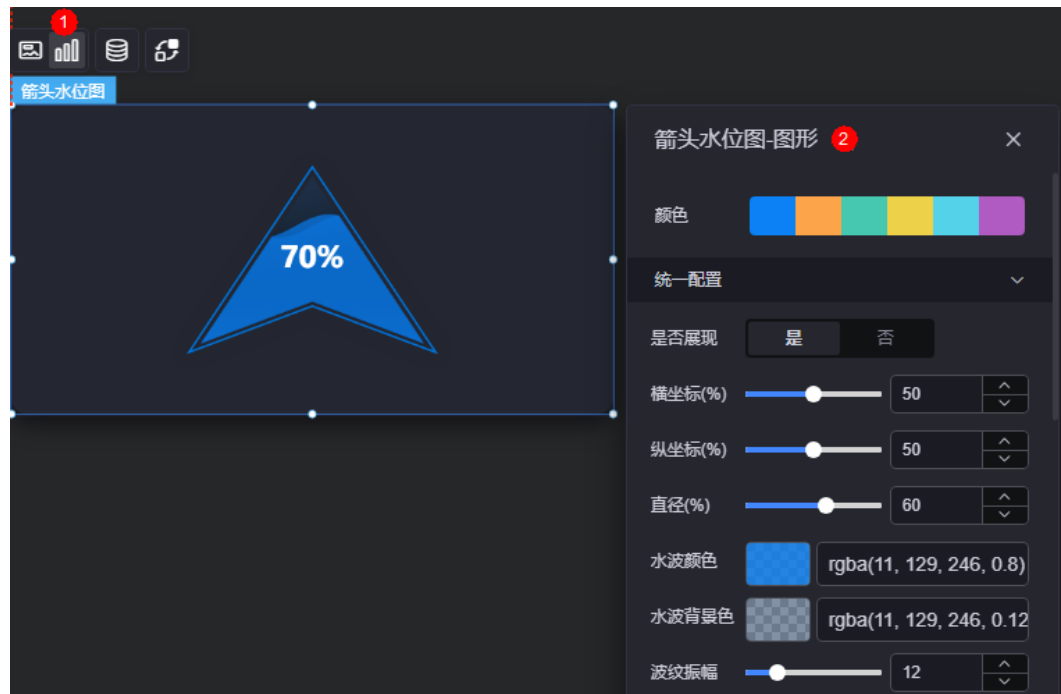 1
箭头水位图
70%
箭头水位图-图形 2
颜色
统一配置
是否展现 是 否
横坐标(%) 50
纵坐标(%) 50
直径(%) 60
水波颜色 rgba(11, 129, 246, 0.8)
水波背景色 rgba(11, 129, 246, 0.12
波纹振幅 12